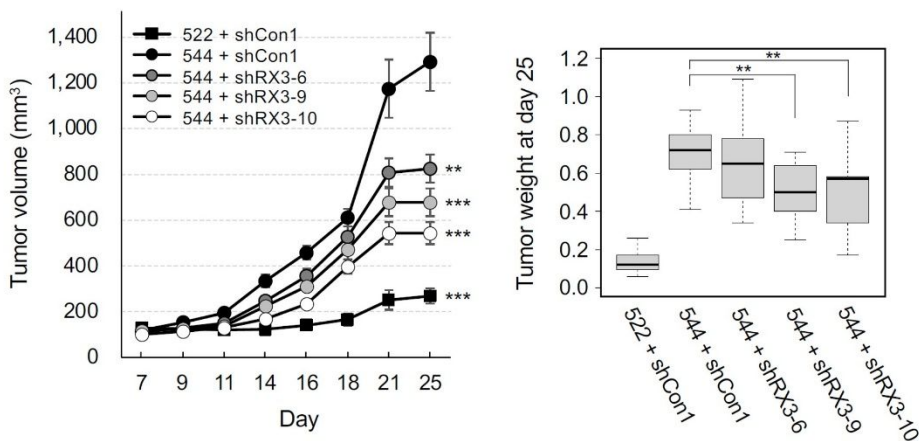 522 + shCon1
544 + shCon1
544 + shRX3-6
544 + shRX3-9
544 + shRX3-10
Tumor volume (mm³)
1,400
1,200
1,000
800
600
400
200
0
**
***
***
***
7 9 11 14 16 18 21 25
Day
Tumor weight at day 25
1.2
1.0
0.8
0.6
0.4
0.2
0.0
**
**
522 + shCon1
544 + shCon1
544 + shRX3-6
544 + shRX3-9
544 + shRX3-10